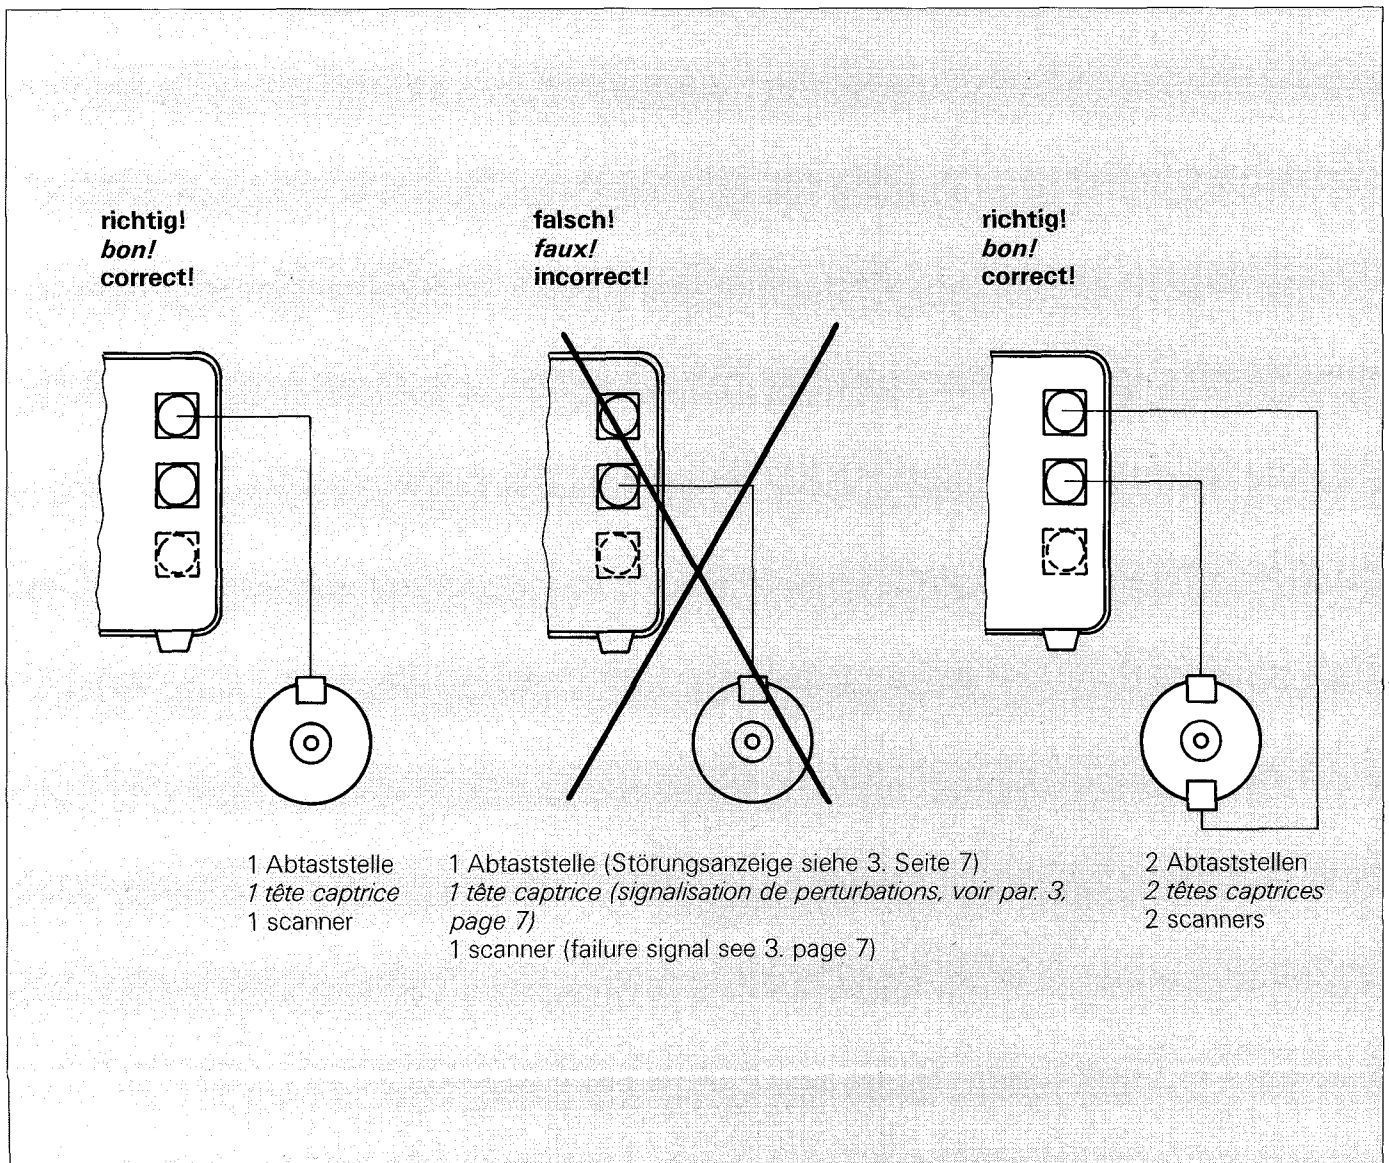 richtig!
bon!
correct!
falsch!
faux!
incorrect!
richtig!
bon!
correct!
1 Abtaststelle
1 tête captrice
1 scanner
1 Abtaststelle (Störungsanzeige siehe 3. Seite 7)
1 tête captrice (signalisation de perturbations, voir par. 3,
page 7)
1 scanner (failure signal see 3. page 7)
2 Abtaststellen
2 têtes captrices
2 scanners